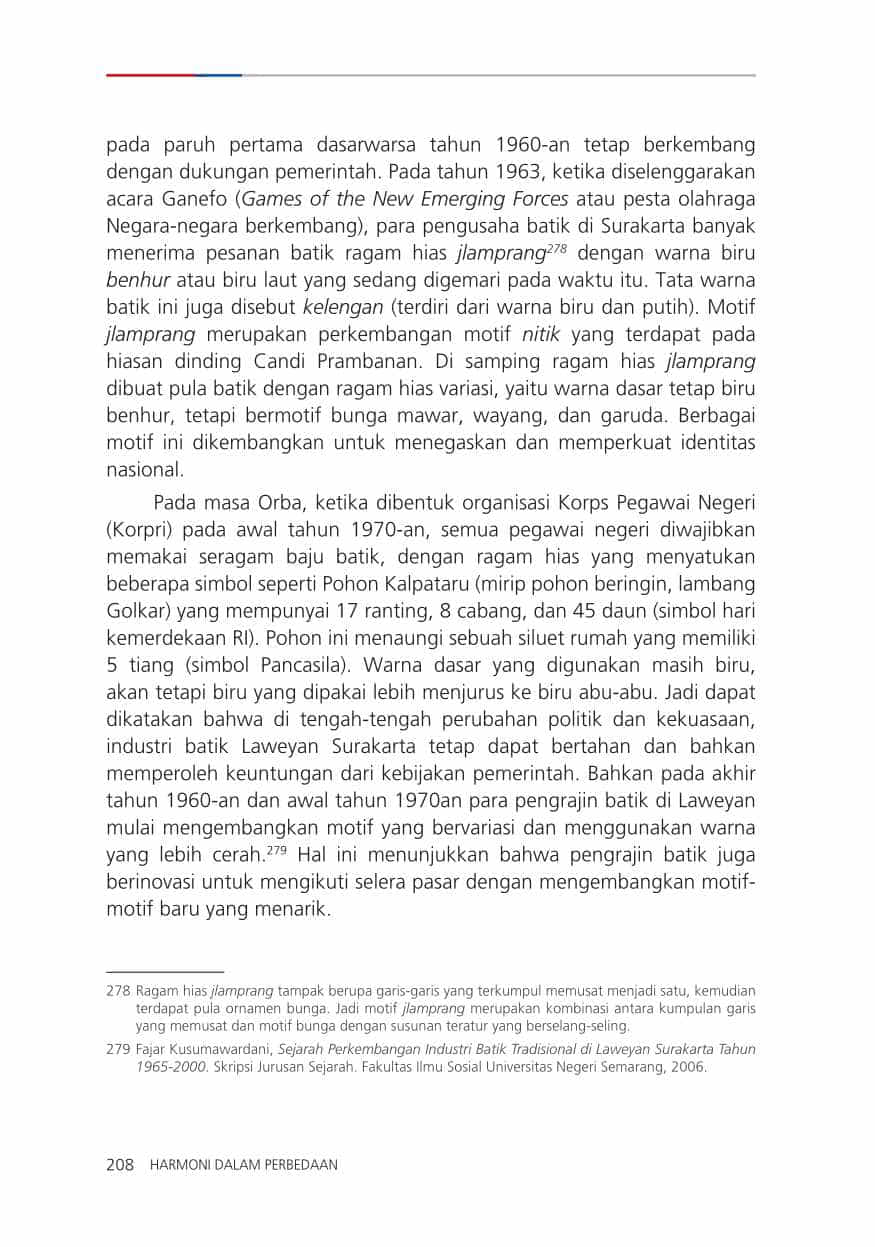 pada paruh pertama dasarwarsa tahun 1960-an tetap berkembang
dengan dukungan pemerintah. Pada tahun 1963, ketika diselenggarakan
acara Ganefo (Games of the New Emerging Forces atau pesta olahraga
Negara-negara berkembang), para pengusaha batik di Surakarta banyak
menerima pesanan batik ragam hias jlamprang278 dengan warna biru
benhur atau biru laut yang sedang digemari pada waktu itu. Tata warna
batik ini juga disebut kelengan (terdiri dari warna biru dan putih). Motif
jlamprang merupakan perkembangan motif nitik yang terdapat pada
hiasan dinding Candi Prambanan. Di samping ragam hias jlamprang
dibuat pula batik dengan ragam hias variasi, yaitu warna dasar tetap biru
benhur, tetapi bermotif bunga mawar, wayang, dan garuda. Berbagai
motif ini dikembangkan untuk menegaskan dan memperkuat identitas
nasional.
Pada masa Orba, ketika dibentuk organisasi Korps Pegawai Negeri
(Korpri) pada awal tahun 1970-an, semua pegawai negeri diwajibkan
memakai seragam baju batik, dengan ragam hias yang menyatukan
beberapa simbol seperti Pohon Kalpataru (mirip pohon beringin, lambang
Golkar) yang mempunyai 17 ranting, 8 cabang, dan 45 daun (simbol hari
kemerdekaan RI). Pohon ini menaungi sebuah siluet rumah yang memiliki
5 tiang (simbol Pancasila). Warna dasar yang digunakan masih biru,
akan tetapi biru yang dipakai lebih menjurus ke biru abu-abu. Jadi dapat
dikatakan bahwa di tengah-tengah perubahan politik dan kekuasaan,
industri batik Laweyan Surakarta tetap dapat bertahan dan bahkan
memperoleh keuntungan dari kebijakan pemerintah. Bahkan pada akhir
tahun 1960-an dan awal tahun 1970an para pengrajin batik di Laweyan
mulai mengembangkan motif yang bervariasi dan menggunakan warna
yang lebih cerah.279 Hal ini menunjukkan bahwa pengrajin batik juga
berinovasi untuk mengikuti selera pasar dengan mengembangkan motif-
motif baru yang menarik.
278 Ragam hias jlamprang tampak berupa garis-garis yang terkumpul memusat menjadi satu, kemudian
terdapat pula ornamen bunga. Jadi motif jlamprang merupakan kombinasi antara kumpulan garis
yang memusat dan motif bunga dengan susunan teratur yang berselang-seling.
279 Fajar Kusumawardani, Sejarah Perkembangan Industri Batik Tradisional di Laweyan Surakarta Tahun
1965-2000. Skripsi Jurusan Sejarah. Fakultas Ilmu Sosial Universitas Negeri Semarang, 2006.
208 HARMONI DALAM PERBEDAAN